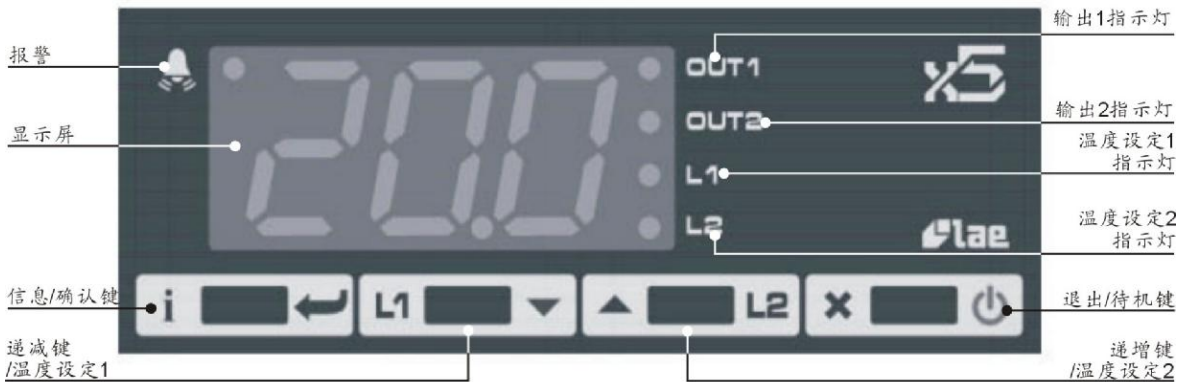 输出1指示灯
报警
OUT1
x5
20.0
OUT2
输出2指示灯
显示屏
温度设定1
指示灯
L1
温度设定2
指示灯
L2
lae
信息/确认键
i
L1
L2
退出/待机键
递减键
/温度设定1
递增键
/温度设定2